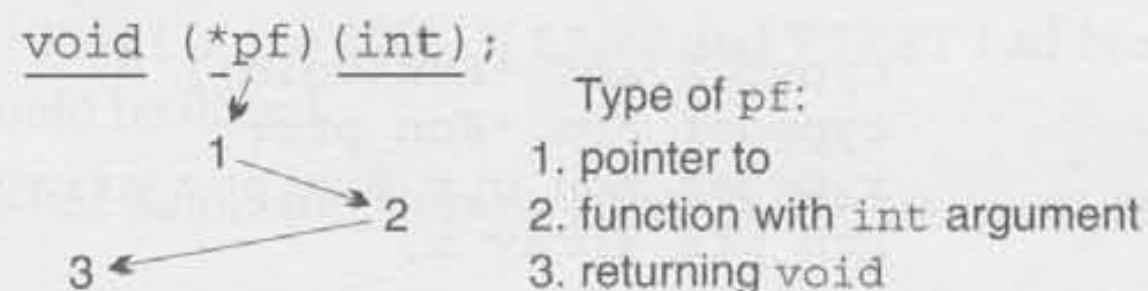 void (*pf)(int);
Type of pf:
1
1. pointer to
2
2. function with int argument
3
3. returning void